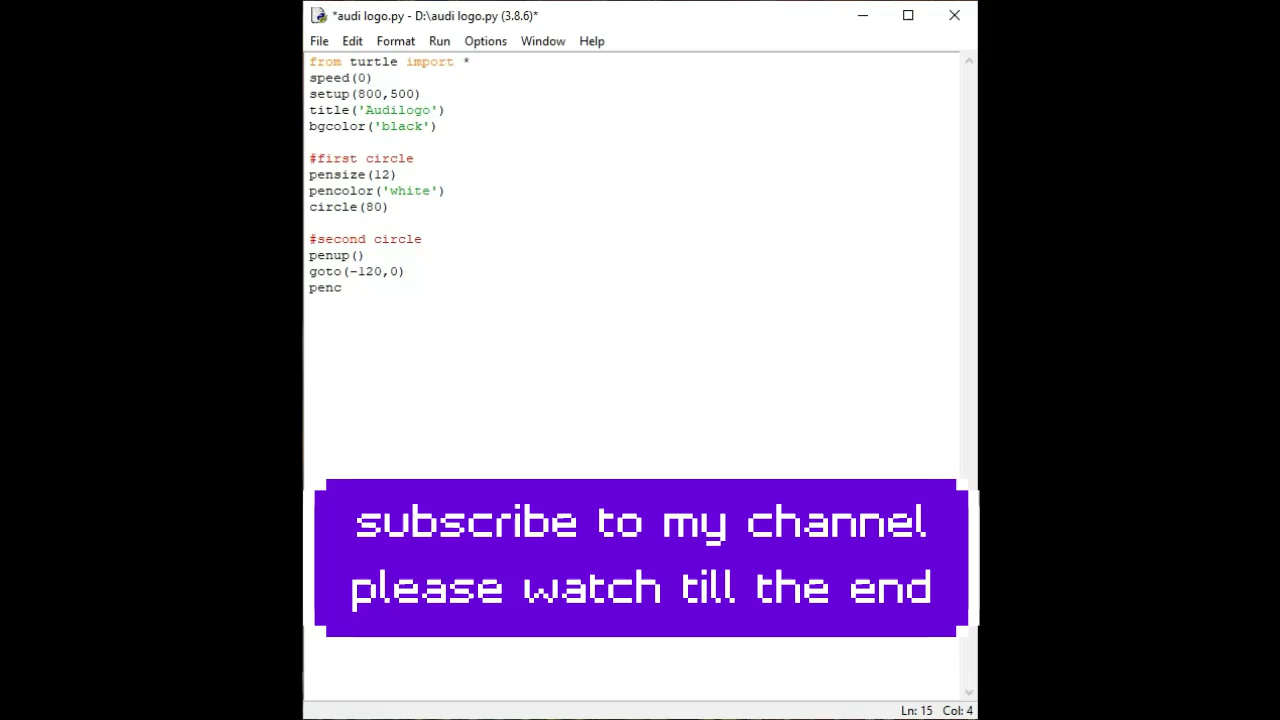 *audi logo.py - D:\audi logo.py (3.8.6)*
File Edit Format Run Options Window Help
from turtle import *
speed(0)
setup(800,500)
title('Audilogo')
bgcolor('black')
#first circle
pensize(12)
pencolor('white')
circle(80)
#second circle
penup()
goto(-120,0)
penc
subscribe to my channel
please watch till the end
Ln: 15 Col: 4